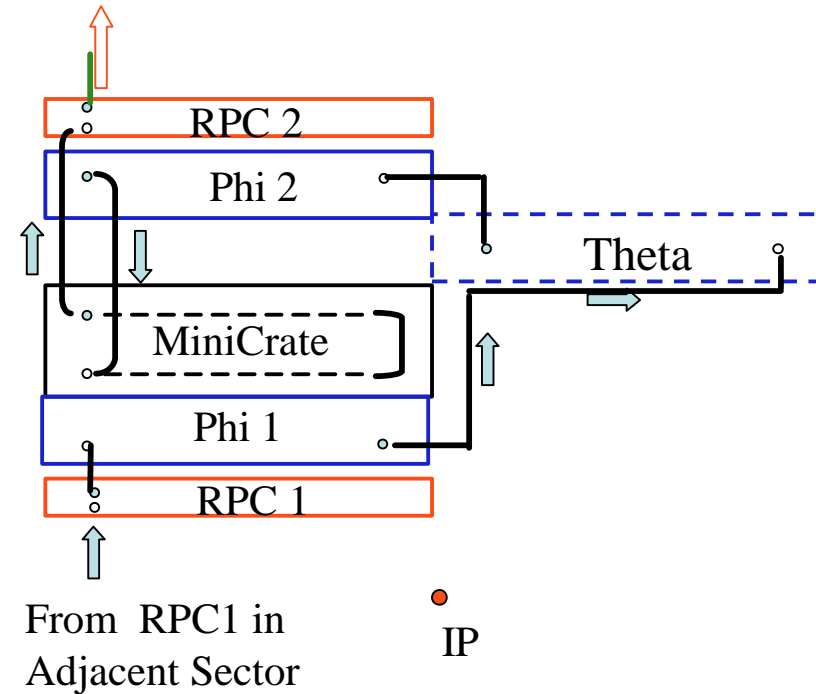 RPC 2
Phi 2
Theta
MiniCrate
Phi 1
RPC 1
From RPC1 in
Adjacent Sector
IP